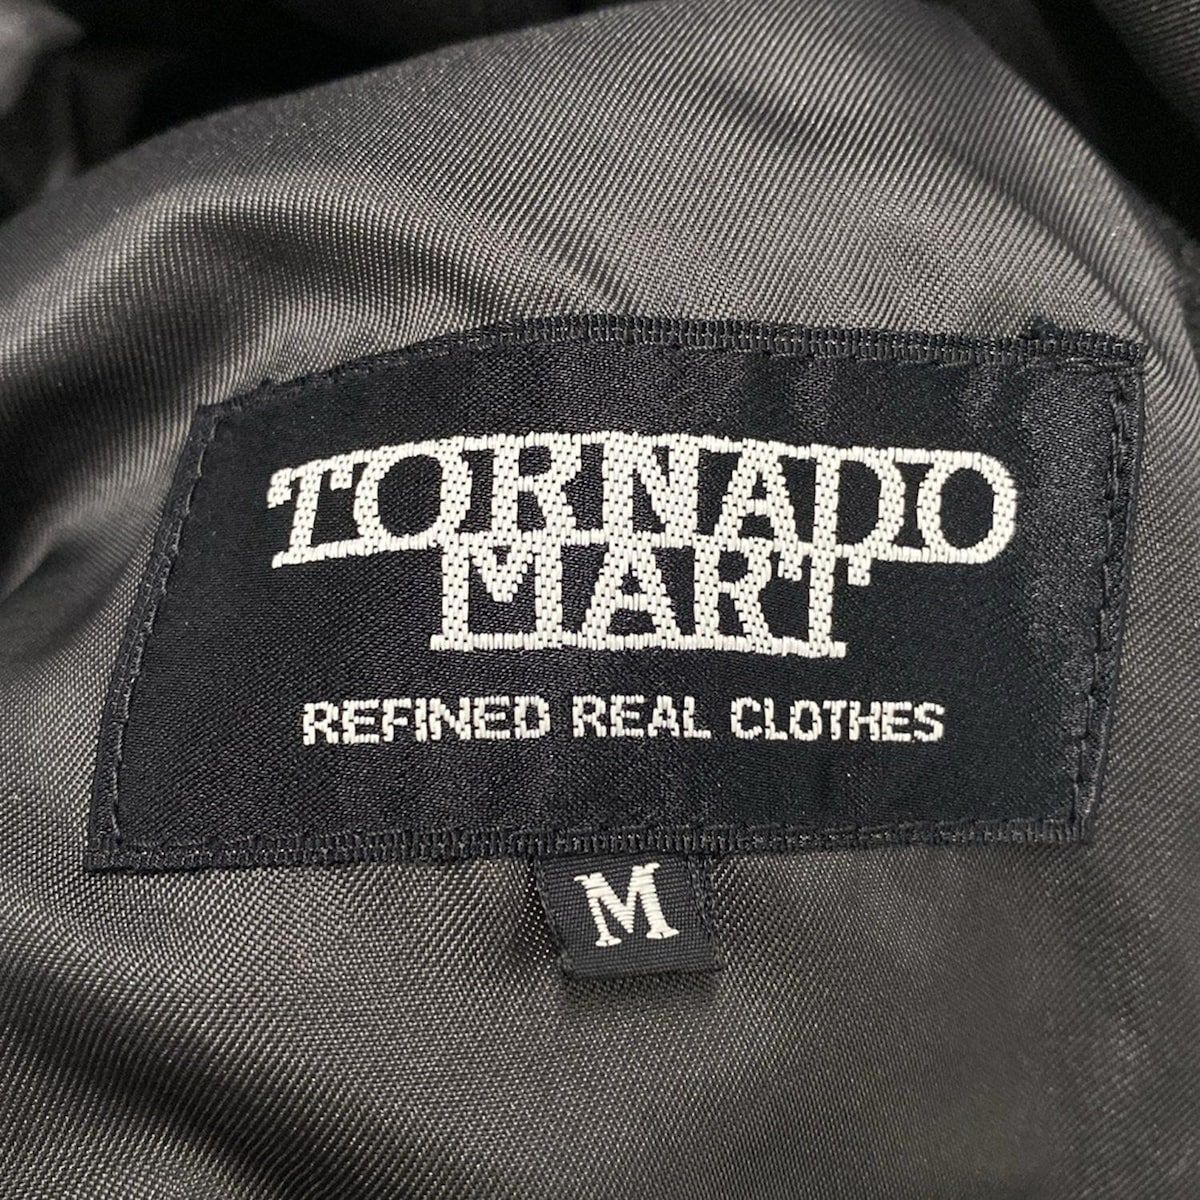 TORNADO
MART
REFINED REAL CLOTHES
M